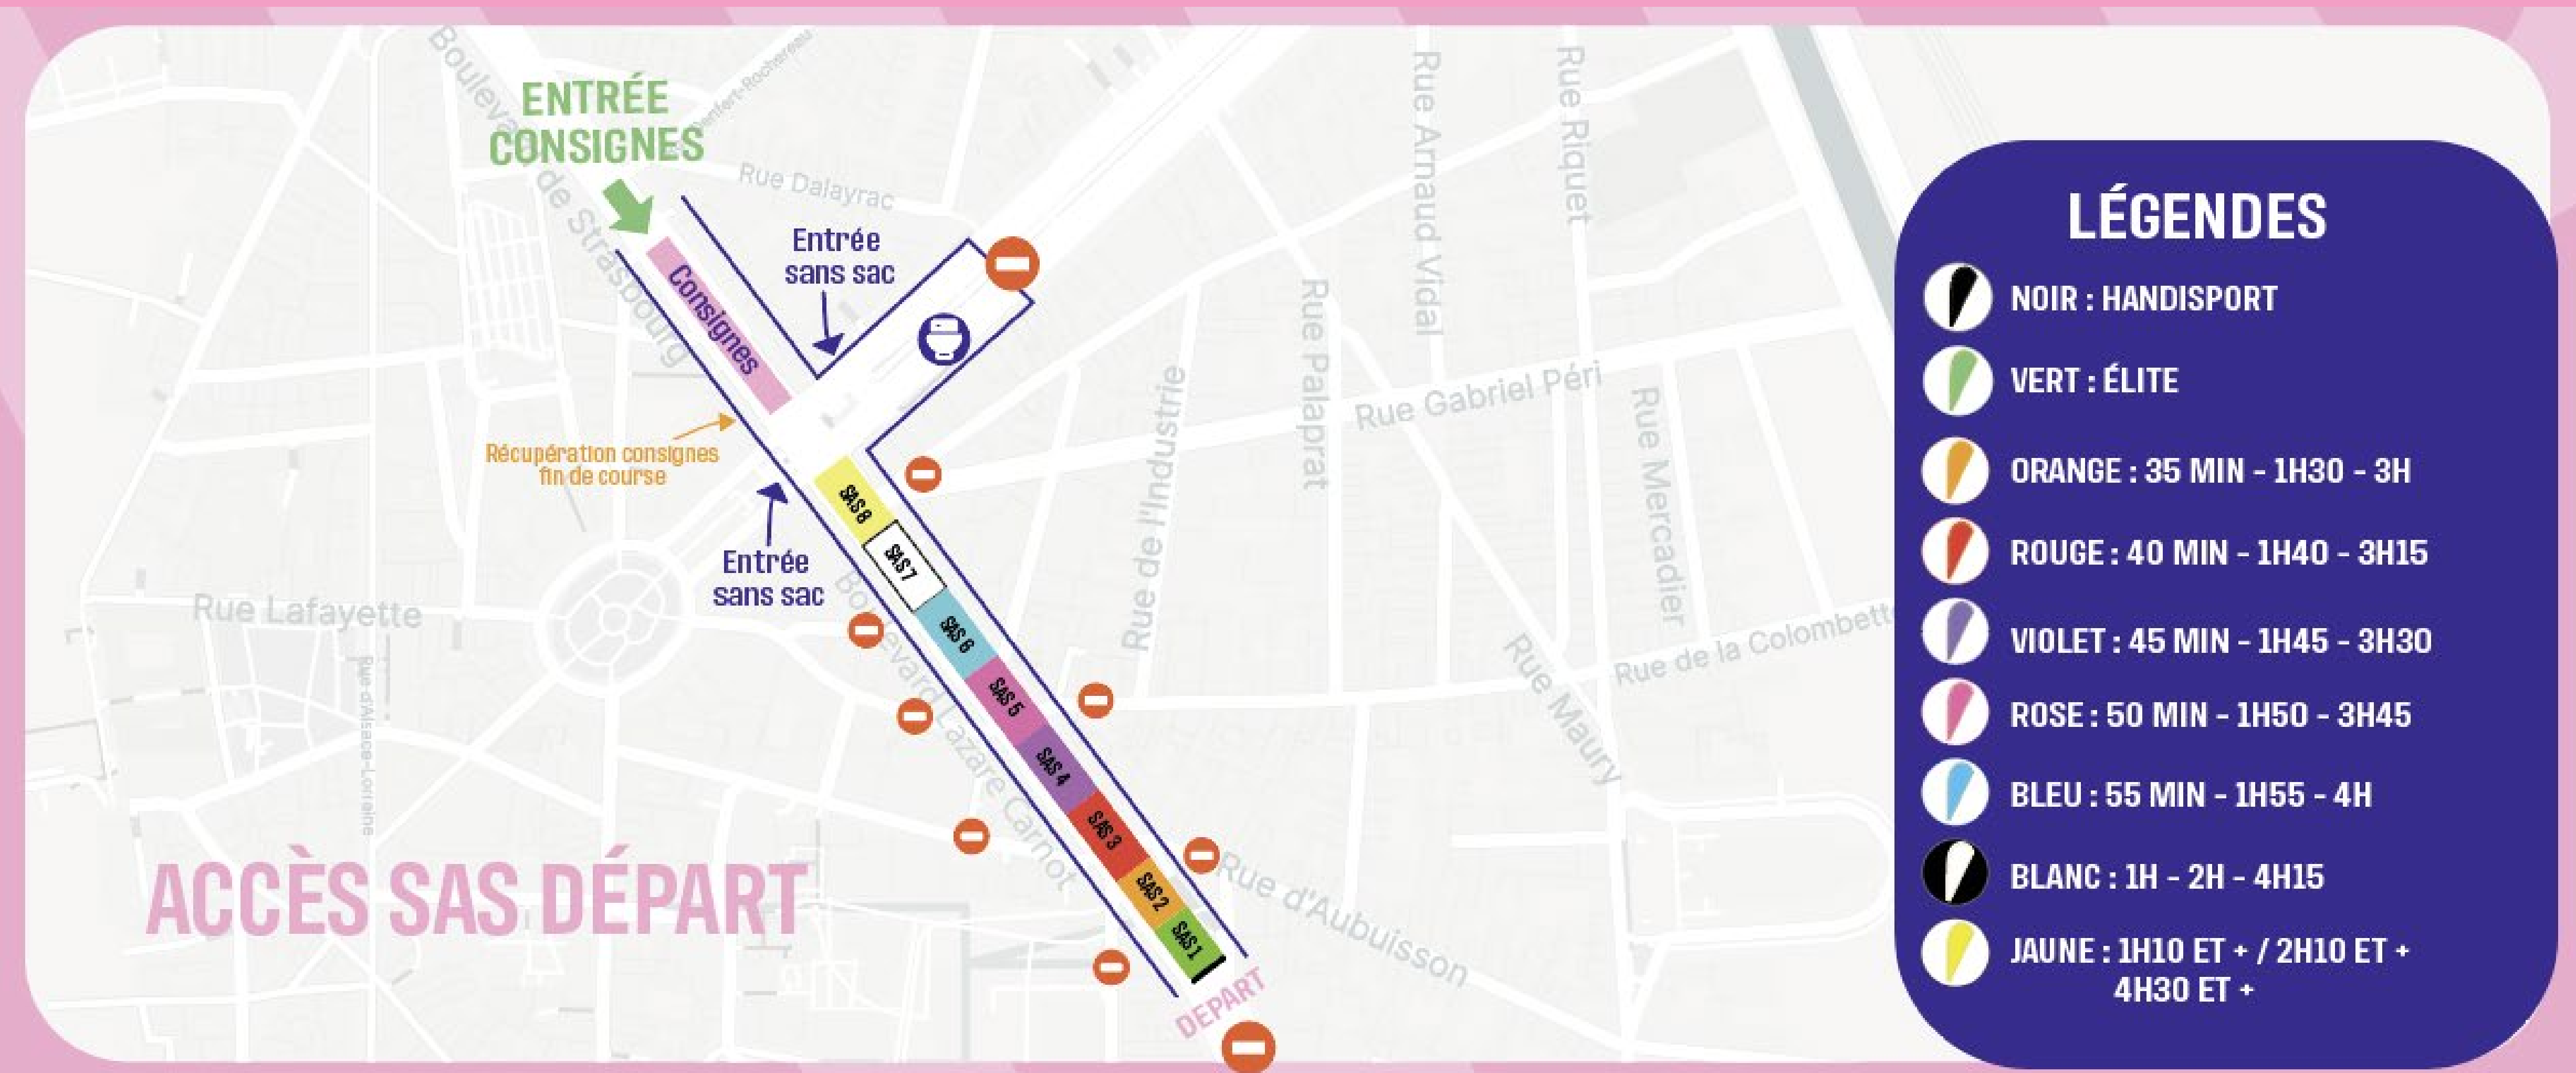 ENTRÉE
CONSIGNES
Boulevard de Strasbourg
Denfert-Rochereau
Rue Dalayrac
Entrée
sans sac
Consignes
Récupération consignes
fin de course
Entrée
sans sac
Rue Lafayette
Rue d'Alsace-Lorraine
Boulevard Lazare Carnot
Rue de l'Industrie
Rue Palaprat
Rue Arnaud Vidal
Rue Riquet
Rue Gabriel Péri
Rue Mercadier
Rue Maury
Rue de la Colombette
Rue d'Aubuisson
SAS 8
SAS 7
SAS 6
SAS 5
SAS 4
SAS 3
SAS 2
SAS 1
DEPART
ACCÈS SAS DÉPART
LÉGENDES
NOIR : HANDISPORT
VERT : ÉLITE
ORANGE : 35 MIN - 1H30 - 3H
ROUGE : 40 MIN - 1H40 - 3H15
VIOLET : 45 MIN - 1H45 - 3H30
ROSE : 50 MIN - 1H50 - 3H45
BLEU : 55 MIN - 1H55 - 4H
BLANC : 1H - 2H - 4H15
JAUNE : 1H10 ET + / 2H10 ET +
4H30 ET +